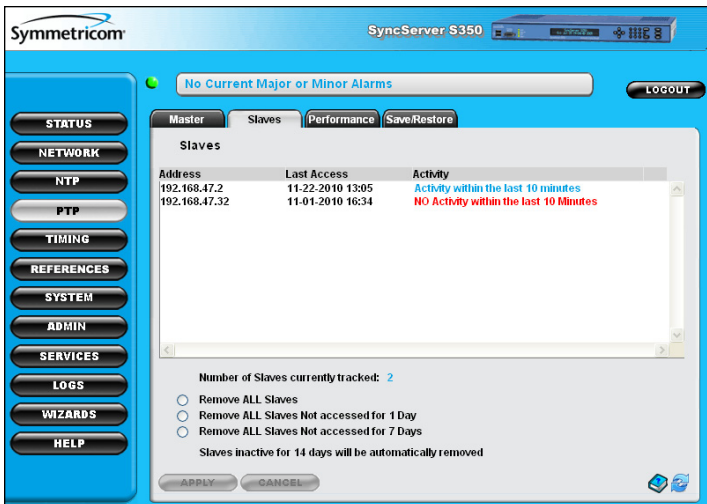 Symmetricom
SyncServer S350
No Current Major or Minor Alarms
LOGOUT
STATUS
NETWORK
NTP
PTP
TIMING
REFERENCES
SYSTEM
ADMIN
SERVICES
LOGS
WIZARDS
HELP
Master Slaves Performance Save/Restore
Slaves
Address Last Access Activity
192.168.47.2 11-22-2010 13:05 Activity within the last 10 minutes
192.168.47.32 11-01-2010 16:34 NO Activity within the last 10 Minutes
Number of Slaves currently tracked: 2
Remove ALL Slaves
Remove ALL Slaves Not accessed for 1 Day
Remove ALL Slaves Not accessed for 7 Days
Slaves inactive for 14 days will be automatically removed
APPLY CANCEL